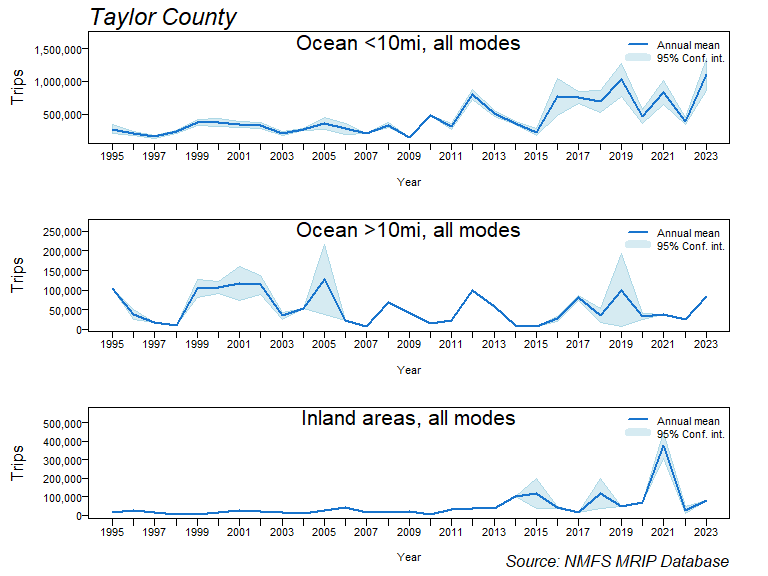 Taylor County
Ocean <10mi, all modes
Annual mean
95% Conf. int.
Trips
1,500,000
1,000,000
500,000
1995 1997 1999 2001 2003 2005 2007 2009 2011 2013 2015 2017 2019 2021 2023
Year
Ocean >10mi, all modes
Annual mean
95% Conf. int.
Trips
250,000
200,000
150,000
100,000
50,000
0
1995 1997 1999 2001 2003 2005 2007 2009 2011 2013 2015 2017 2019 2021 2023
Year
Inland areas, all modes
Annual mean
95% Conf. int.
Trips
500,000
400,000
300,000
200,000
100,000
0
1995 1997 1999 2001 2003 2005 2007 2009 2011 2013 2015 2017 2019 2021 2023
Year
Source: NMFS MRIP Database